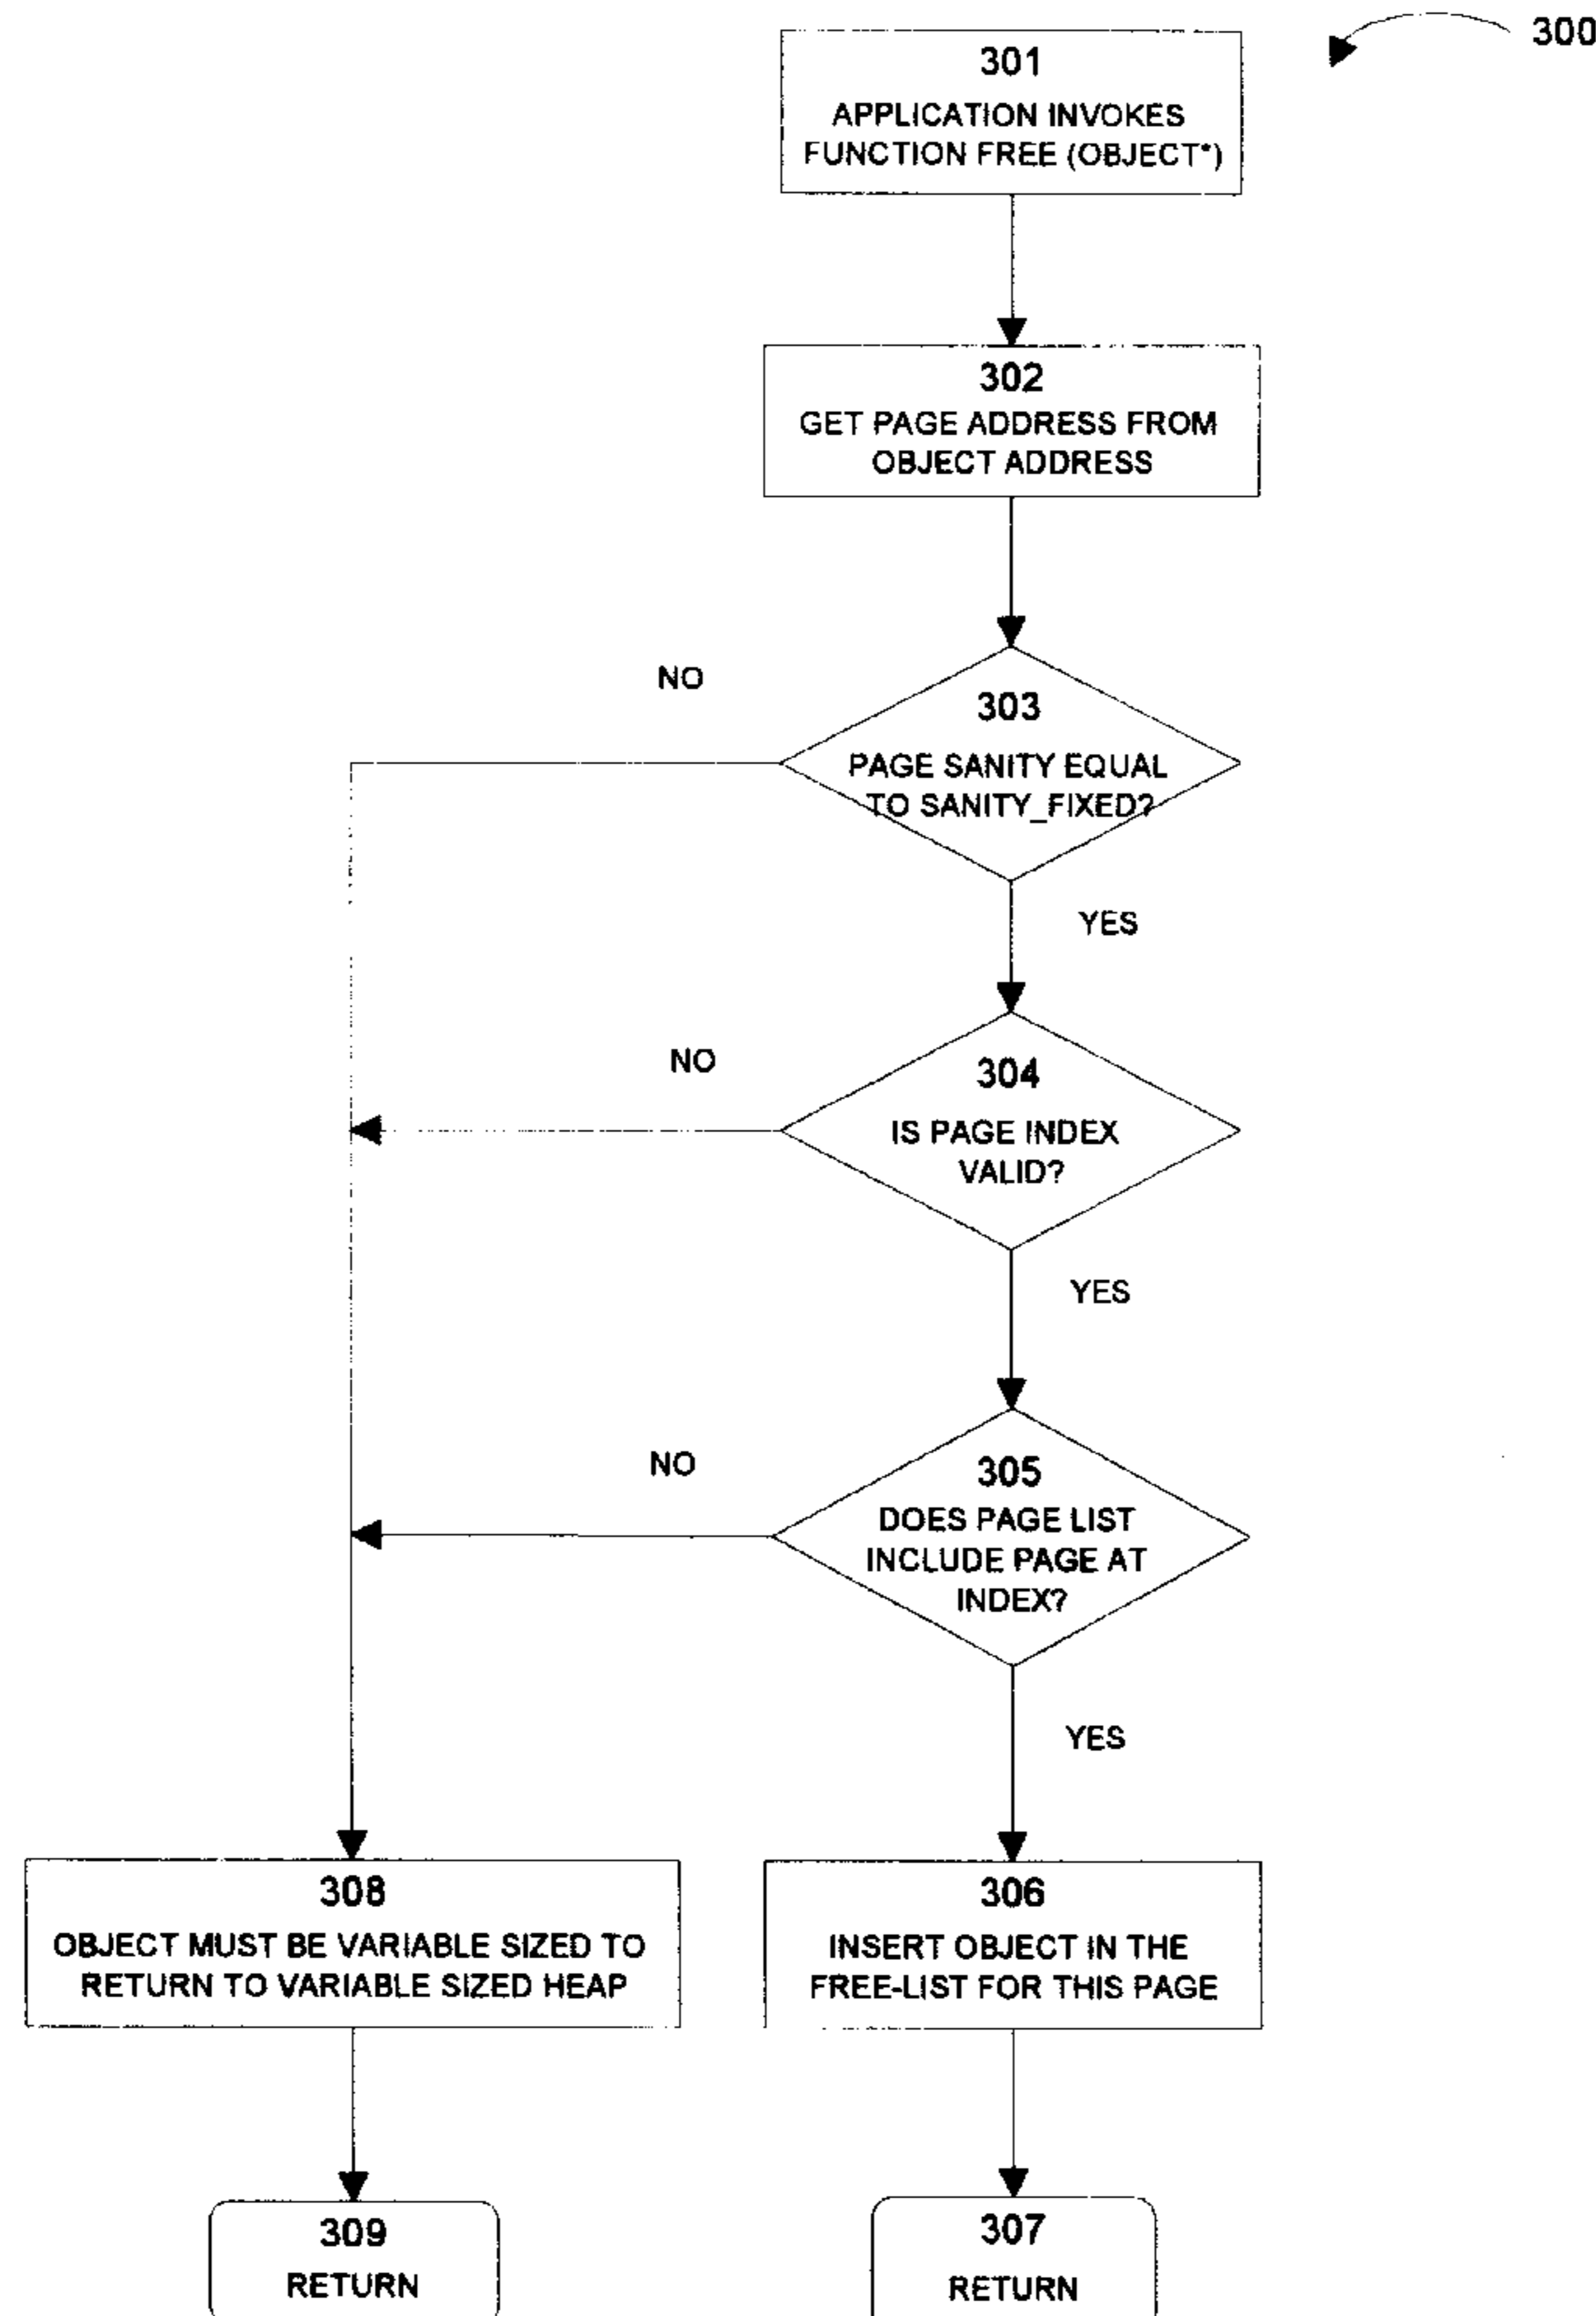 300
301
APPLICATION INVOKES
FUNCTION FREE (OBJECT*)
302
GET PAGE ADDRESS FROM
OBJECT ADDRESS
NO
303
PAGE SANITY EQUAL
TO SANITY_FIXED?
YES
NO
304
IS PAGE INDEX
VALID?
YES
NO
305
DOES PAGE LIST
INCLUDE PAGE AT
INDEX?
YES
308
OBJECT MUST BE VARIABLE SIZED TO
RETURN TO VARIABLE SIZED HEAP
306
INSERT OBJECT IN THE
FREE-LIST FOR THIS PAGE
309
RETURN
307
RETURN